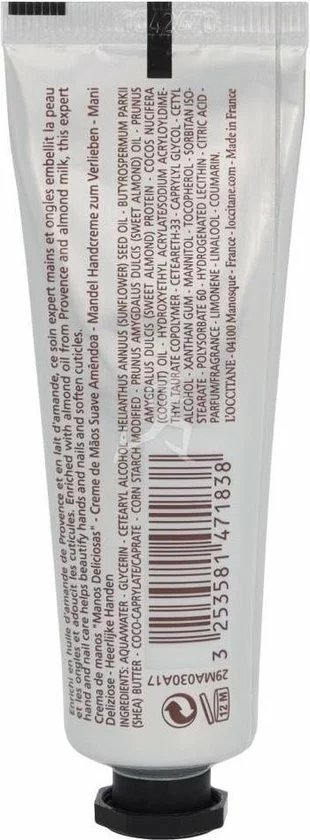 Enrichi en huile d'amande de Provence et en lait d'amande, ce soin expert mains et ongles embellit la peau
et les ongles et adoucit les cuticules. Enriched with almond oil from Provence and almond milk, this expert
hand and nail care helps beautify hands and nails and soften cuticles.
Crema de manos "Manos Deliciosas" - Creme de Mãos Suave Amêndoa - Mandel Handcreme zum Verlieben - Mani
Deliziose - Heerlijke Handen
INGREDIENTS: AQUA/WATER - GLYCERIN - CETEARYL ALCOHOL - HELIANTHUS ANNUUS (SUNFLOWER) SEED OIL - BUTYROSPERMUM PARKII
(SHEA) BUTTER - COCO-CAPRYLATE/CAPRATE - CORN STARCH MODIFIED - PRUNUS AMYGDALUS DULCIS (SWEET ALMOND) OIL - PRUNUS
AMYGDALUS DULCIS (SWEET ALMOND) PROTEIN - COCOS NUCIFERA
(COCONUT) OIL - HYDROXYETHYL ACRYLATE/SODIUM ACRYLOYLDIME-
THYL TAURATE COPOLYMER - CETEARETH-33 - CAPRYLYL GLYCOL - CETYL
ALCOHOL - XANTHAN GUM - MANNITOL - TOCOPHEROL - SORBITAN ISO-
STEARATE - POLYSORBATE 60 - HYDROGENATED LECITHIN - CITRIC ACID -
PARFUM/FRAGRANCE - LIMONENE - LINALOOL - COUMARIN.
L'OCCITANE - 04100 Manosque - France - loccitane.com - Made in France
3 253581 471838
29MA030A17
12 M